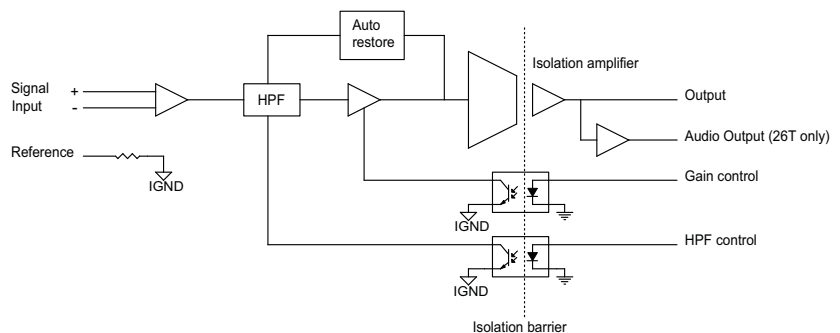 Auto
restore
Isolation amplifier
Signal +
Input -
HPF
Output
Audio Output (26T only)
Reference
IGND
Gain control
IGND
HPF control
IGND
Isolation barrier